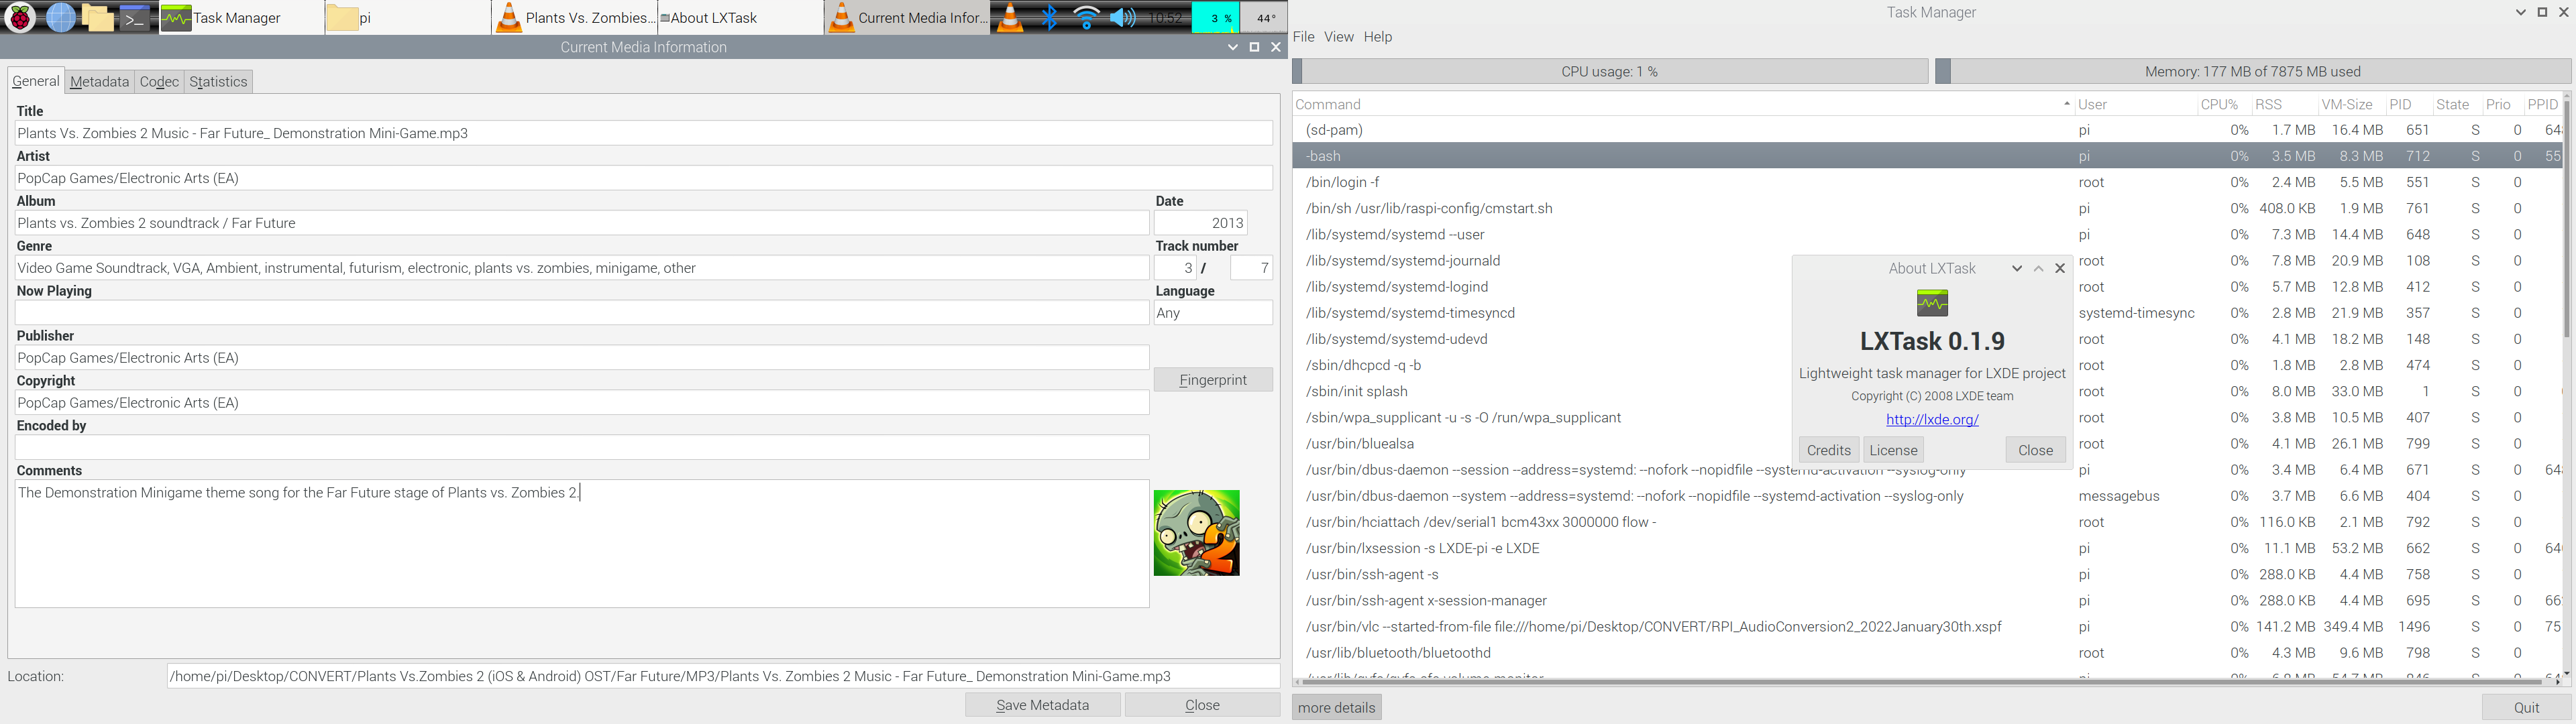 Task Manager
pi
Plants Vs. Zombies...
About LXTask
Current Media Infor...
10:52
3 %
44°
Current Media Information
General Metadata Codec Statistics
Title
Plants Vs. Zombies 2 Music - Far Future_ Demonstration Mini-Game.mp3
Artist
PopCap Games/Electronic Arts (EA)
Album Date
Plants vs. Zombies 2 soundtrack / Far Future 2013
Genre Track number
Video Game Soundtrack, VGA, Ambient, instrumental, futurism, electronic, plants vs. zombies, minigame, other 3 / 7
Now Playing Language
Any
Publisher
PopCap Games/Electronic Arts (EA)
Copyright Fingerprint
PopCap Games/Electronic Arts (EA)
Encoded by
Comments
The Demonstration Minigame theme song for the Far Future stage of Plants vs. Zombies 2.
2
Location: /home/pi/Desktop/CONVERT/Plants Vs.Zombies 2 (iOS & Android) OST/Far Future/MP3/Plants Vs. Zombies 2 Music - Far Future_ Demonstration Mini-Game.mp3
Save Metadata Close
Task Manager
File View Help
CPU usage: 1 % Memory: 177 MB of 7875 MB used
Command User CPU% RSS VM-Size PID State Prio PPID
(sd-pam) pi 0% 1.7 MB 16.4 MB 651 S 0 64
-bash pi 0% 3.5 MB 8.3 MB 712 S 0 55
/bin/login -f root 0% 2.4 MB 5.5 MB 551 S 0
/bin/sh /usr/lib/raspi-config/cmstart.sh pi 0% 408.0 KB 1.9 MB 761 S 0
/lib/systemd/systemd --user pi 0% 7.3 MB 14.4 MB 648 S 0
/lib/systemd/systemd-journald root 0% 7.8 MB 20.9 MB 108 S 0
/lib/systemd/systemd-logind root 0% 5.7 MB 12.8 MB 412 S 0
/lib/systemd/systemd-timesyncd systemd-timesync 0% 2.8 MB 21.9 MB 357 S 0
/lib/systemd/systemd-udevd root 0% 4.1 MB 18.2 MB 148 S 0
/sbin/dhcpcd -q -b root 0% 1.8 MB 2.8 MB 474 S 0
/sbin/init splash root 0% 8.0 MB 33.0 MB 1 S 0
/sbin/wpa_supplicant -u -s -O /run/wpa_supplicant root 0% 3.8 MB 10.5 MB 407 S 0
/usr/bin/bluealsa root 0% 4.1 MB 26.1 MB 799 S 0
/usr/bin/dbus-daemon --session --address=systemd: --nofork --nopidfile --systemd-activation --syslog-only pi 0% 3.4 MB 6.4 MB 671 S 0 64
/usr/bin/dbus-daemon --system --address=systemd: --nofork --nopidfile --systemd-activation --syslog-only messagebus 0% 3.7 MB 6.6 MB 404 S 0
/usr/bin/hciattach /dev/serial1 bcm43xx 3000000 flow - root 0% 116.0 KB 2.1 MB 792 S 0
/usr/bin/lxsession -s LXDE-pi -e LXDE pi 0% 11.1 MB 53.2 MB 662 S 0 64
/usr/bin/ssh-agent -s pi 0% 288.0 KB 4.4 MB 758 S 0
/usr/bin/ssh-agent x-session-manager pi 0% 288.0 KB 4.4 MB 695 S 0 66
/usr/bin/vlc --started-from-file file:///home/pi/Desktop/CONVERT/RPI_AudioConversion2_2022January30th.xspf pi 0% 141.2 MB 349.4 MB 1496 S 0 75
/usr/lib/bluetooth/bluetoothd root 0% 4.3 MB 9.6 MB 798 S 0
more details Quit
About LXTask
LXTask 0.1.9
Lightweight task manager for LXDE project
Copyright (C) 2008 LXDE team
http://lxde.org/
Credits License Close